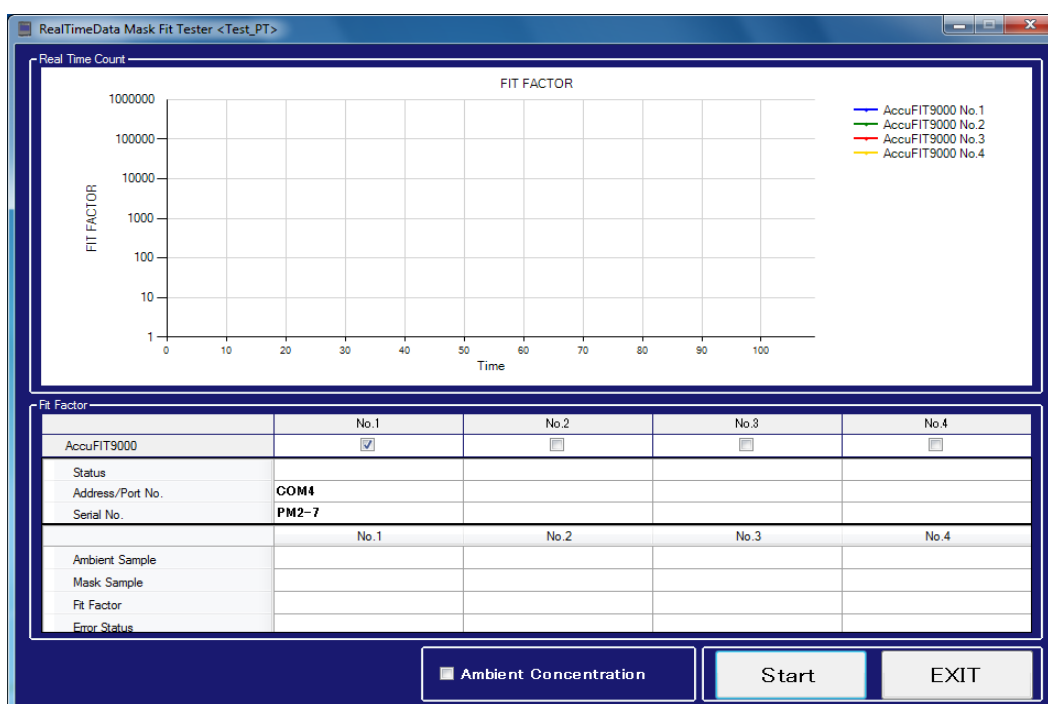 RealTimeData Mask Fit Tester <Test_PT>
Real Time Count
FIT FACTOR
1000000
100000
10000
1000
100
10
1
FIT FACTOR
0 10 20 30 40 50 60 70 80 90 100
Time
AccuFIT9000 No.1
AccuFIT9000 No.2
AccuFIT9000 No.3
AccuFIT9000 No.4
Fit Factor
No.1 No.2 No.3 No.4
AccuFIT9000
Status
Address/Port No. COM4
Serial No. PM2-7
No.1 No.2 No.3 No.4
Ambient Sample
Mask Sample
Fit Factor
Error Status
Ambient Concentration
Start
EXIT